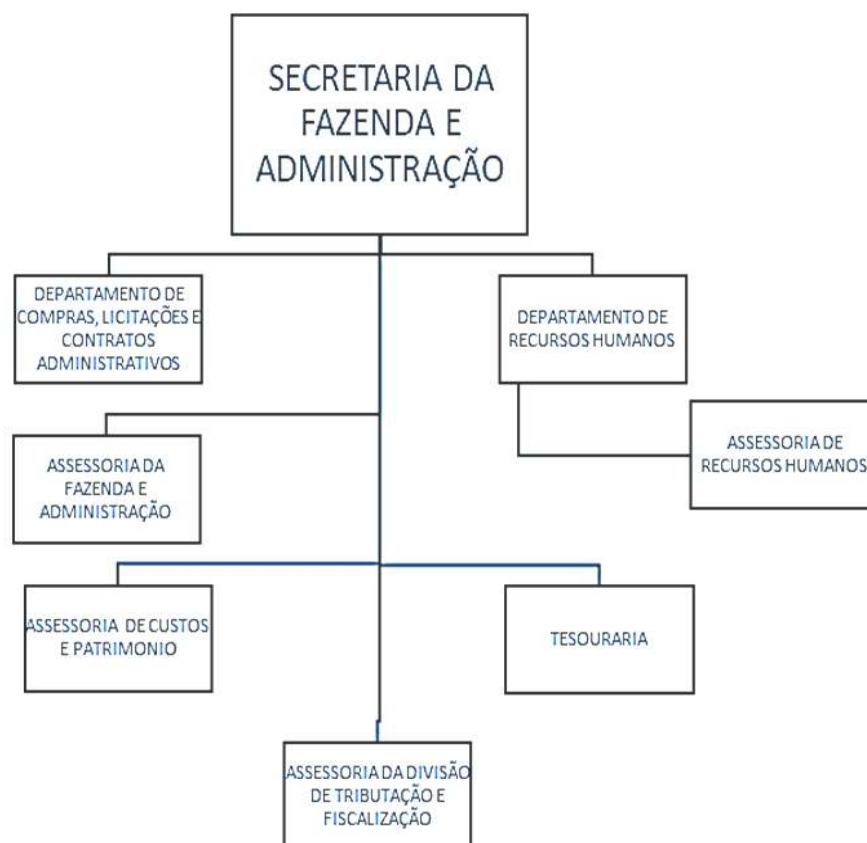 SECRETARIA DA
FAZENDA E
ADMINISTRAÇÃO
DEPARTAMENTO DE
COMPRAS, LICITAÇÕES E
CONTRATOS
ADMINISTRATIVOS
DEPARTAMENTO DE
RECURSOS HUMANOS
ASSESSORIA DA
FAZENDA E
ADMINISTRAÇÃO
ASSESSORIA DE
RECURSOS HUMANOS
ASSESSORIA DE CUSTOS
E PATRIMONIO
TESOURARIA
ASSESSORIA DA DIVISÃO
DE TRIBUTAÇÃO E
FISCALIZAÇÃO